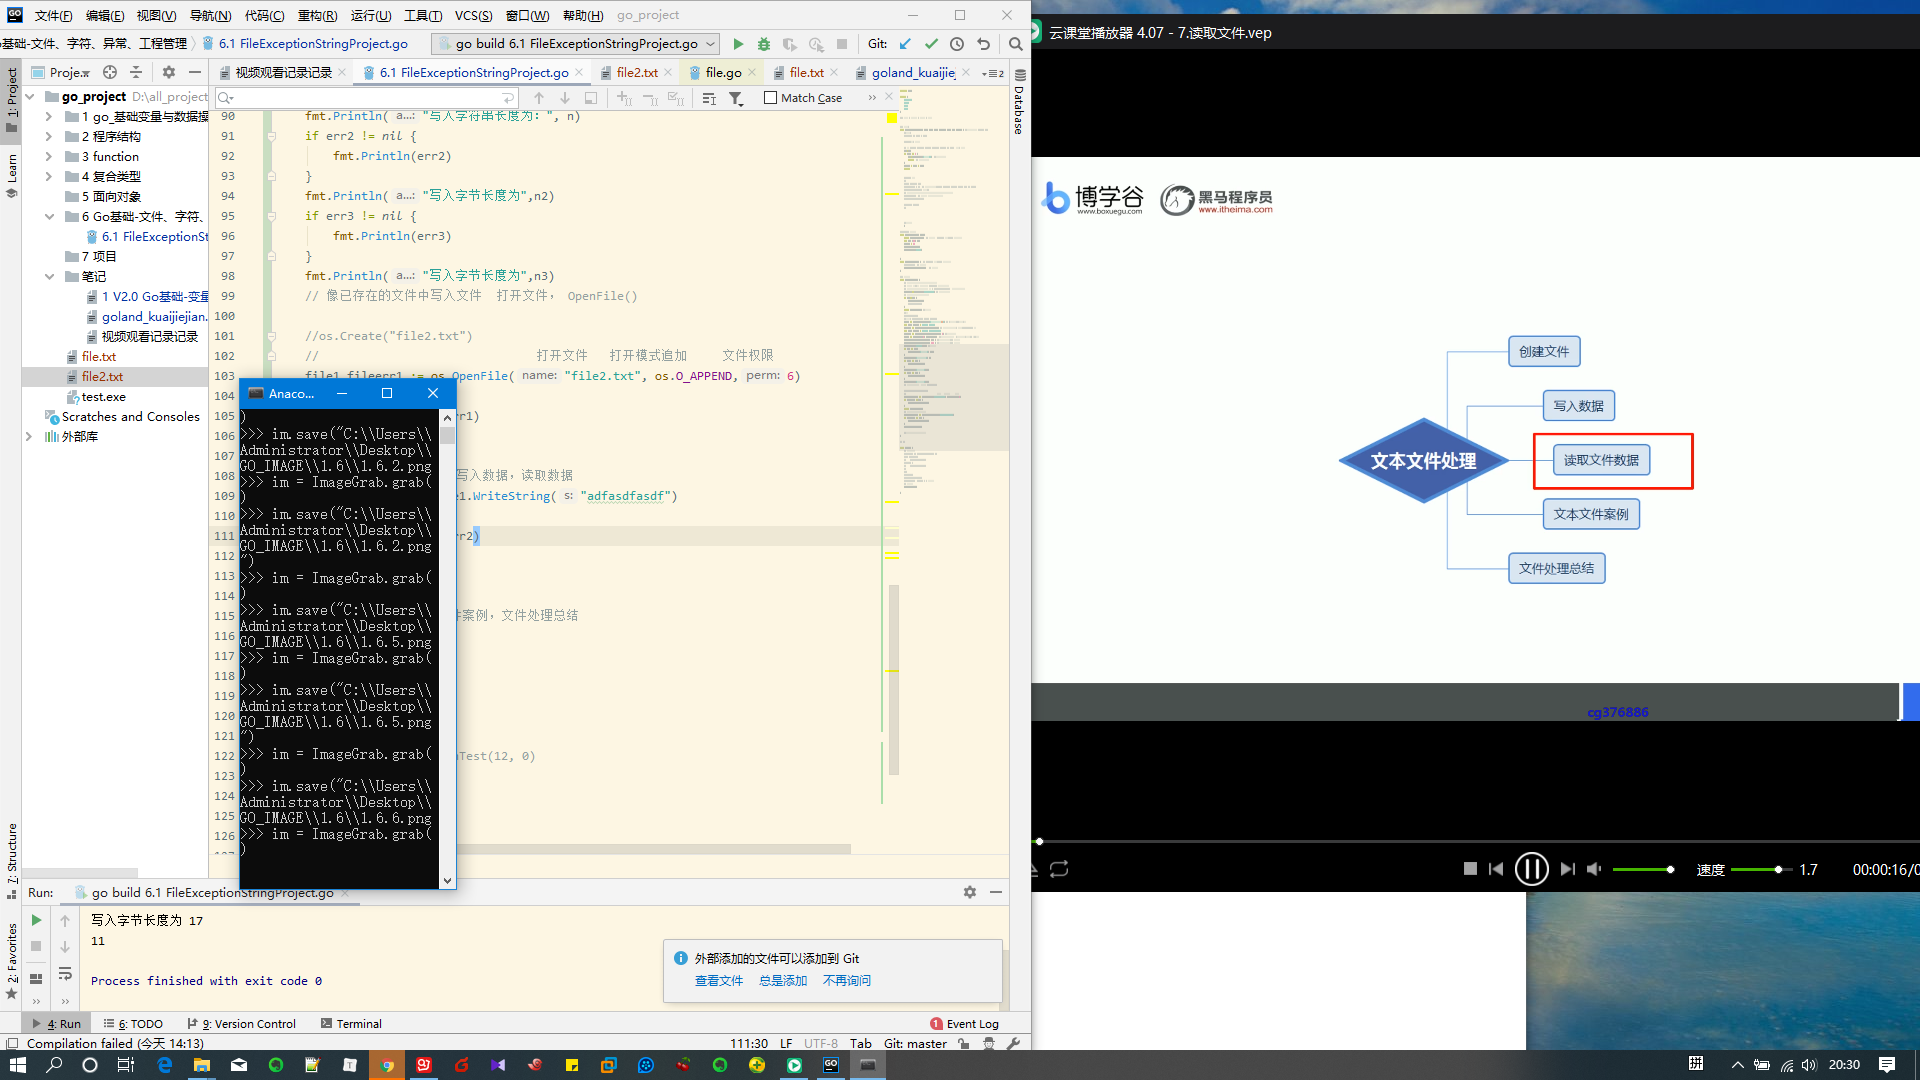 文件(F) 编辑(E) 视图(V) 导航(N) 代码(C) 重构(R) 运行(U) 工具(T) VCS(S) 窗口(W) 帮助(H) go_project
基础-文件、字符、异常、工程管理 6.1 FileExceptionStringProject.go go build 6.1 FileExceptionStringProject.go Git:
Proje..
视频观看记录记录 6.1 FileExceptionStringProject.go file2.txt file.go file.txt goland_kuaijiej
Match Case
1: Project
Learn
7: Structure
2: Favorites
Database
go_project D:\all_project
1 go_基础变量与数据操
2 程序结构
3 function
4 复合类型
5 面向对象
6 Go基础-文件、字符、
6.1 FileExceptionSt
7 项目
笔记
1 V2.0 Go基础-变量
goland_kuaijiejian.
视频观看记录记录
file.txt
file2.txt
test.exe
Scratches and Consoles
外部库
90 fmt.Println( a...: "写入字符串长度为: ", n)
91 if err2 != nil {
92 fmt.Println(err2)
93 }
94 fmt.Println( a...: "写入字节长度为",n2)
95 if err3 != nil {
96 fmt.Println(err3)
97 }
98 fmt.Println( a...: "写入字节长度为",n3)
99 // 像已存在的文件中写入文件 打开文件, OpenFile()
100
101 //os.Create("file2.txt")
102 // 打开文件 打开模式追加 文件权限
103 file1,fileerr1 := os.OpenFile( name: "file2.txt", os.O_APPEND, perm: 6)
104
105 rr1)
106
107
108 写入数据，读取数据
109 e1.WriteString( s: "adfasdfasdf")
110
111 rr2)
112
113
114
115 件案例，文件处理总结
116
117
118
119
120
121
122 nTest(12, 0)
123
124
125
126
Anaco...
)
>>> im.save("C:\\Users\\
Administrator\\Desktop\\
GO_IMAGE\\1.6\\1.6.2.png
>>> im = ImageGrab.grab(
)
>>> im.save("C:\\Users\\
Administrator\\Desktop\\
GO_IMAGE\\1.6\\1.6.2.png
")
>>> im = ImageGrab.grab(
)
>>> im.save("C:\\Users\\
Administrator\\Desktop\\
GO_IMAGE\\1.6\\1.6.5.png
>>> im = ImageGrab.grab(
)
>>> im.save("C:\\Users\\
Administrator\\Desktop\\
GO_IMAGE\\1.6\\1.6.5.png
")
>>> im = ImageGrab.grab(
)
>>> im.save("C:\\Users\\
Administrator\\Desktop\\
GO_IMAGE\\1.6\\1.6.6.png
>>> im = ImageGrab.grab(
)
Run: go build 6.1 FileExceptionStringProject.go
写入字节长度为 17
11
Process finished with exit code 0
外部添加的文件可以添加到 Git
查看文件 总是添加 不再询问
4: Run 6: TODO 9: Version Control Terminal 1 Event Log
Compilation failed (今天 14:13) 111:30 LF UTF-8 Tab Git: master
云课堂播放器 4.07 - 7.读取文件.vep
博学谷
www.boxuegu.com
黑马程序员
www.itheima.com
创建文件
写入数据
文本文件处理
读取文件数据
文本文件案例
文件处理总结
cg376886
速度 1.7 00:00:16/0
拼 20:30